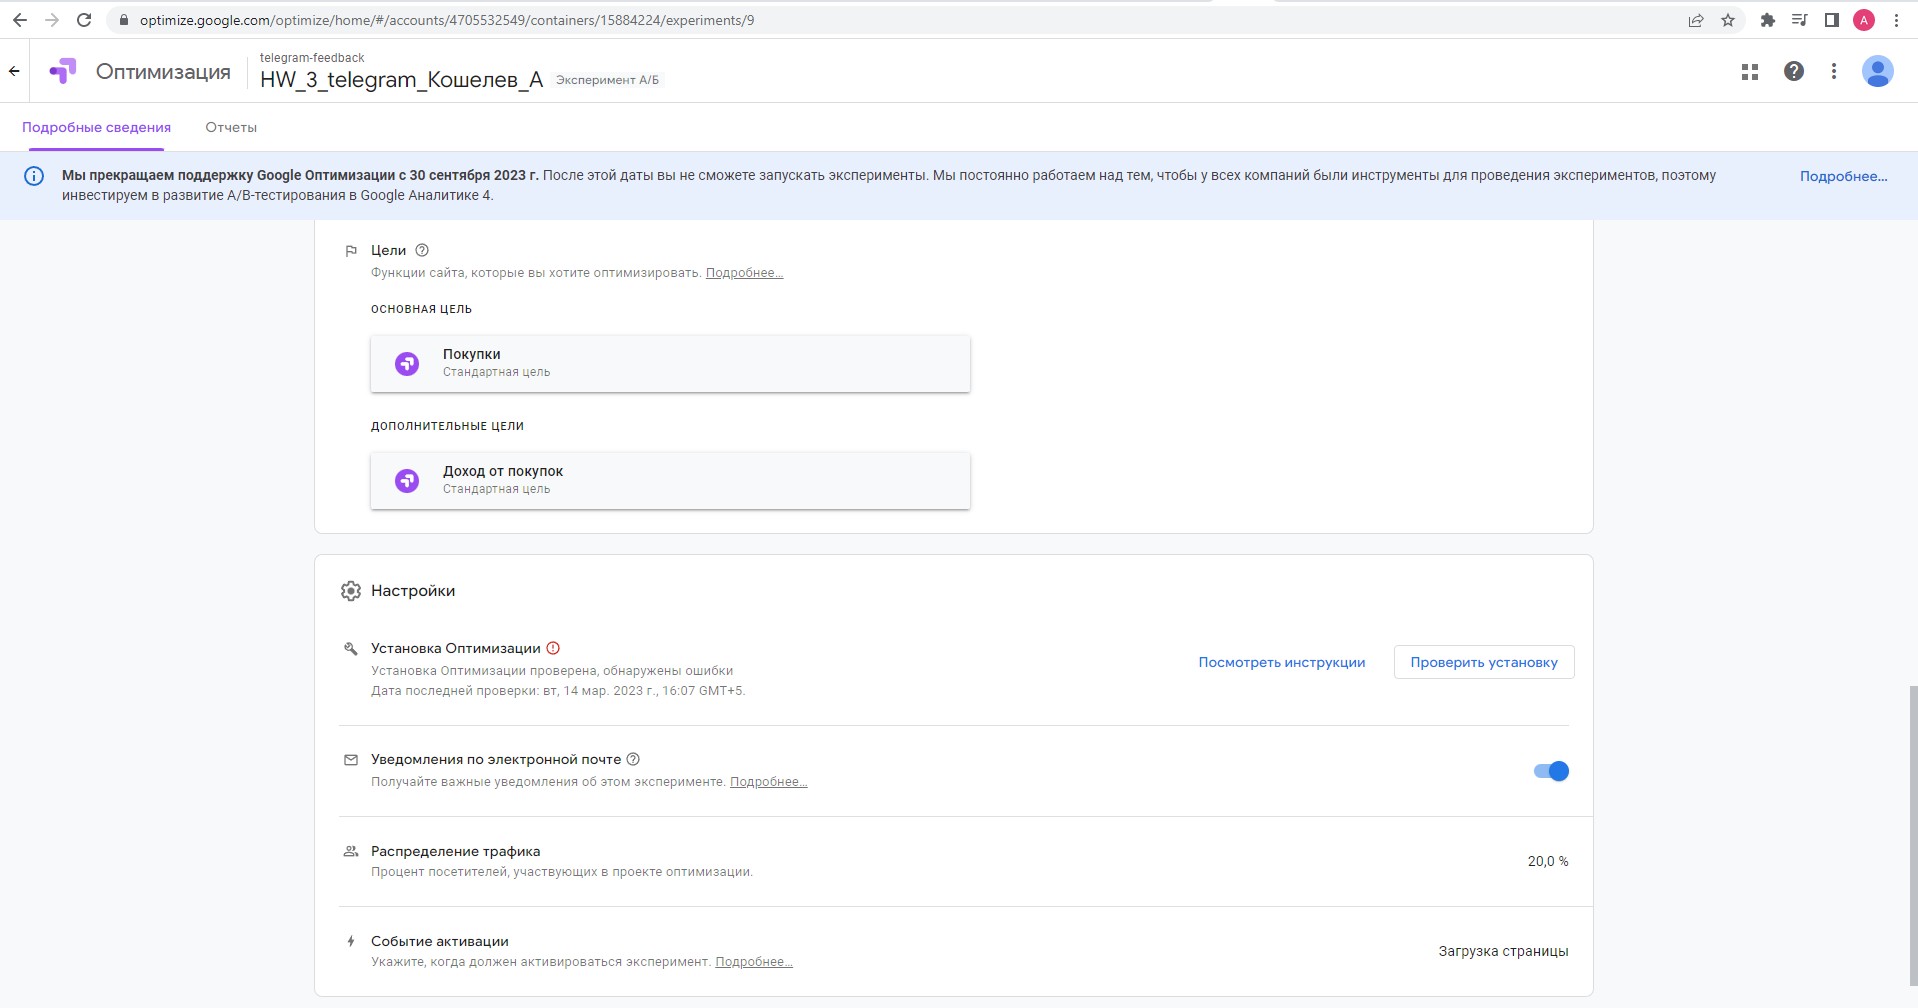 optimize.google.com/optimize/home/#/accounts/4705532549/containers/15884224/experiments/9
A
Оптимизация
telegram-feedback
HW_3_telegram_Кошелев_А
Эксперимент А/Б
Подробные сведения
Отчеты
Мы прекращаем поддержку Google Оптимизации с 30 сентября 2023 г. После этой даты вы не сможете запускать эксперименты. Мы постоянно работаем над тем, чтобы у всех компаний были инструменты для проведения экспериментов, поэтому
инвестируем в развитие A/B-тестирования в Google Аналитике 4.
Подробнее...
Цели
Функции сайта, которые вы хотите оптимизировать. Подробнее...
ОСНОВНАЯ ЦЕЛЬ
Покупки
Стандартная цель
ДОПОЛНИТЕЛЬНЫЕ ЦЕЛИ
Доход от покупок
Стандартная цель
Настройки
Установка Оптимизации
Установка Оптимизации проверена, обнаружены ошибки
Дата последней проверки: вт, 14 мар. 2023 г., 16:07 GMT+5.
Посмотреть инструкции
Проверить установку
Уведомления по электронной почте
Получайте важные уведомления об этом эксперименте. Подробнее...
Распределение трафика
Процент посетителей, участвующих в проекте оптимизации.
20,0 %
Событие активации
Укажите, когда должен активироваться эксперимент. Подробнее...
Загрузка страницы